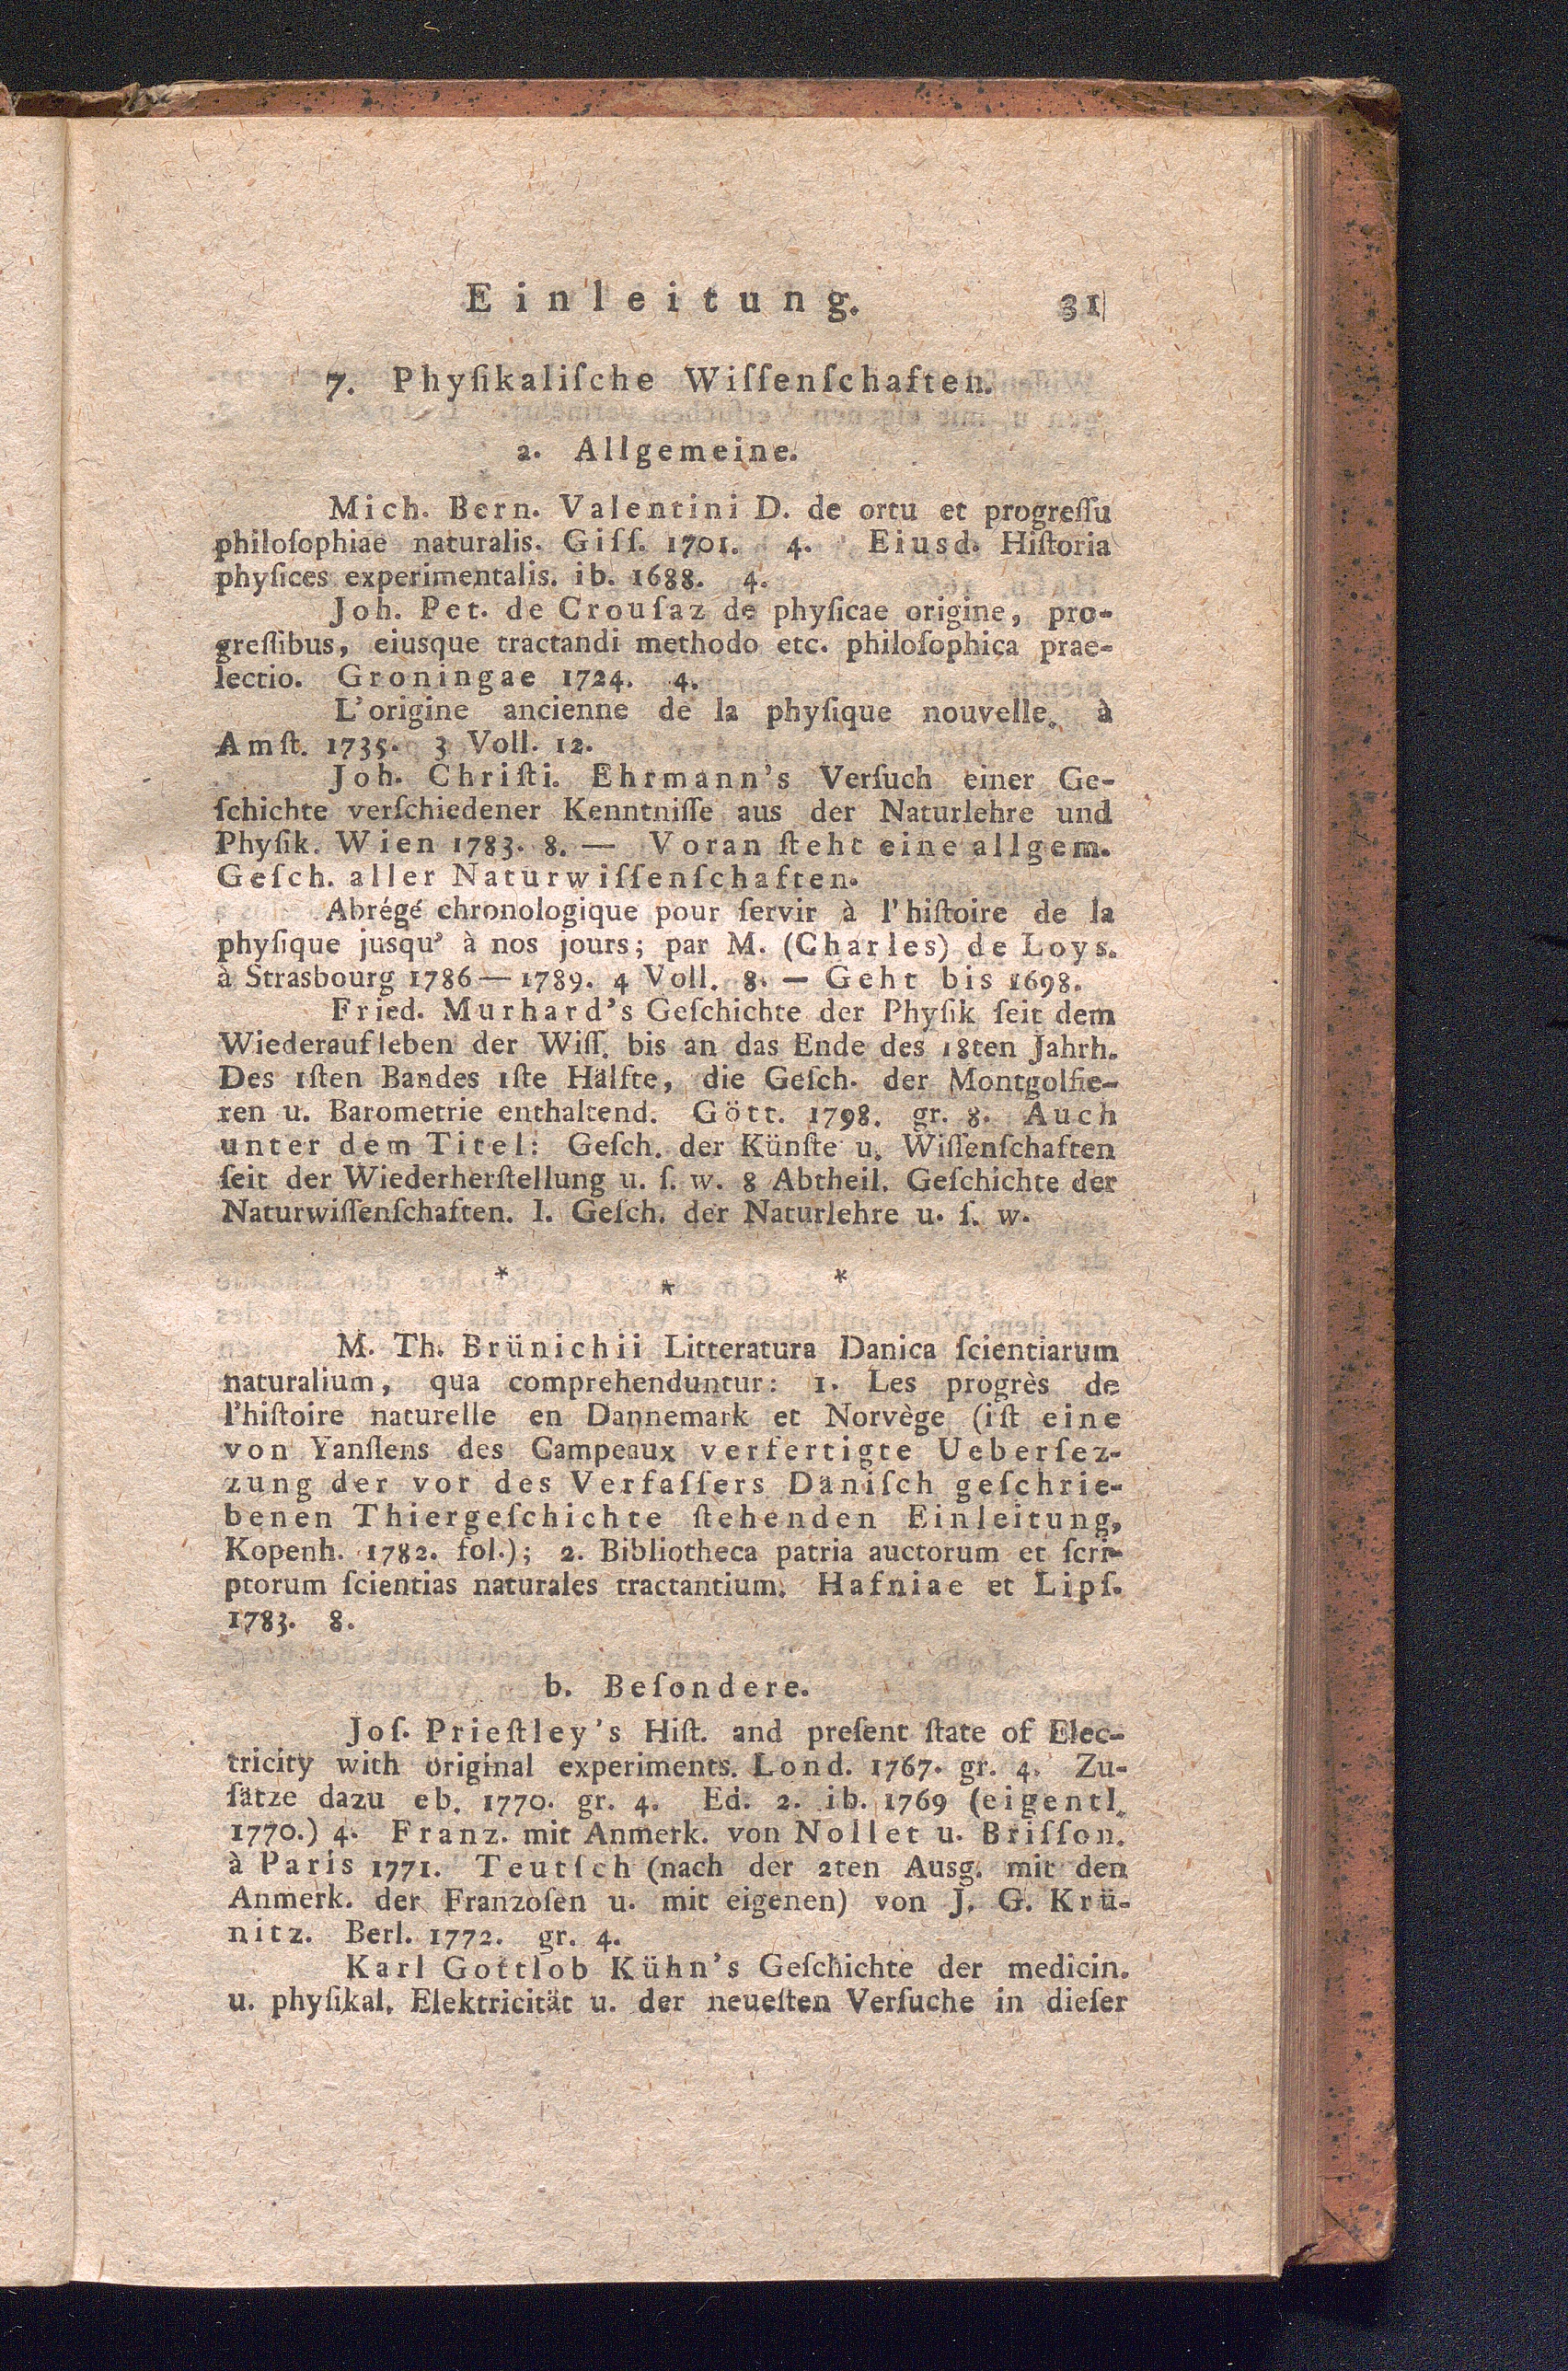 Einleitung. 31
7. Phyſikaliſche Wiſſenſchaften.
a. Allgemeine.
Mich. Bern. Valentini D. de ortu et progreſſu
philoſophiae naturalis. Giſſ. 1701. 4. Eiusd. Hiſtoria
phyſices experimentalis. ib. 1688. 4.
Joh. Pet. de Crouſaz de phyſicae origine, pro-
greſſibus, eiusque tractandi methodo etc. philoſophica prae-
lectio. Groningae 1724. 4.
L'origine ancienne de la phyſique nouvelle. à
Amſt. 1735. 3 Voll. 12.
Joh. Chriſti. Ehrmann's Verſuch einer Ge-
ſchichte verſchiedener Kenntniſſe aus der Naturlehre und
Phyſik. Wien 1783. 8. — Voran ſteht eine allgem.
Geſch. aller Naturwiſſenſchaften.
Abrégé chronologique pour ſervir à l'hiſtoire de la
phyſique jusqu' à nos jours; par M. (Charles) de Loys.
à Strasbourg 1786 — 1789. 4 Voll. 8. — Geht bis 1698.
Fried. Murhard's Geſchichte der Phyſik ſeit dem
Wiederaufleben der Wiſſ. bis an das Ende des 18ten Jahrh.
Des 1ſten Bandes 1ſte Hälfte, die Geſch. der Montgolfie-
ren u. Barometrie enthaltend. Gött. 1798. gr. 8. Auch
unter dem Titel: Geſch. der Künſte u. Wiſſenſchaften
ſeit der Wiederherſtellung u. ſ. w. 8 Abtheil. Geſchichte der
Naturwiſſenſchaften. I. Geſch. der Naturlehre u. ſ. w.
* * *
M. Th. Brünichii Litteratura Danica ſcientiarum
naturalium, qua comprehenduntur: 1. Les progrès de
l'hiſtoire naturelle en Dannemark et Norvège (iſt eine
von Yanſſens des Campeaux verfertigte Ueberſez-
zung der vor des Verfaſſers Däniſch geſchrie-
benen Thiergeſchichte ſtehenden Einleitung,
Kopenh. 1782. fol.); 2. Bibliotheca patria auctorum et ſcri-
ptorum ſcientias naturales tractantium. Hafniae et Lipſ.
1783. 8.
b. Beſondere.
Joſ. Prieſtley's Hiſt. and preſent ſtate of Elec-
tricity with original experiments. Lond. 1767. gr. 4. Zu-
ſätze dazu eb. 1770. gr. 4. Ed. 2. ib. 1769 (eigentl.
1770.) 4. Franz. mit Anmerk. von Nollet u. Briſſon.
à Paris 1771. Teutſch (nach der 2ten Ausg. mit den
Anmerk. der Franzoſen u. mit eigenen) von J. G. Krü-
nitz. Berl. 1772. gr. 4.
Karl Gottlob Kühn's Geſchichte der medicin.
u. phyſikal. Elektricität u. der neueſten Verſuche in dieſer